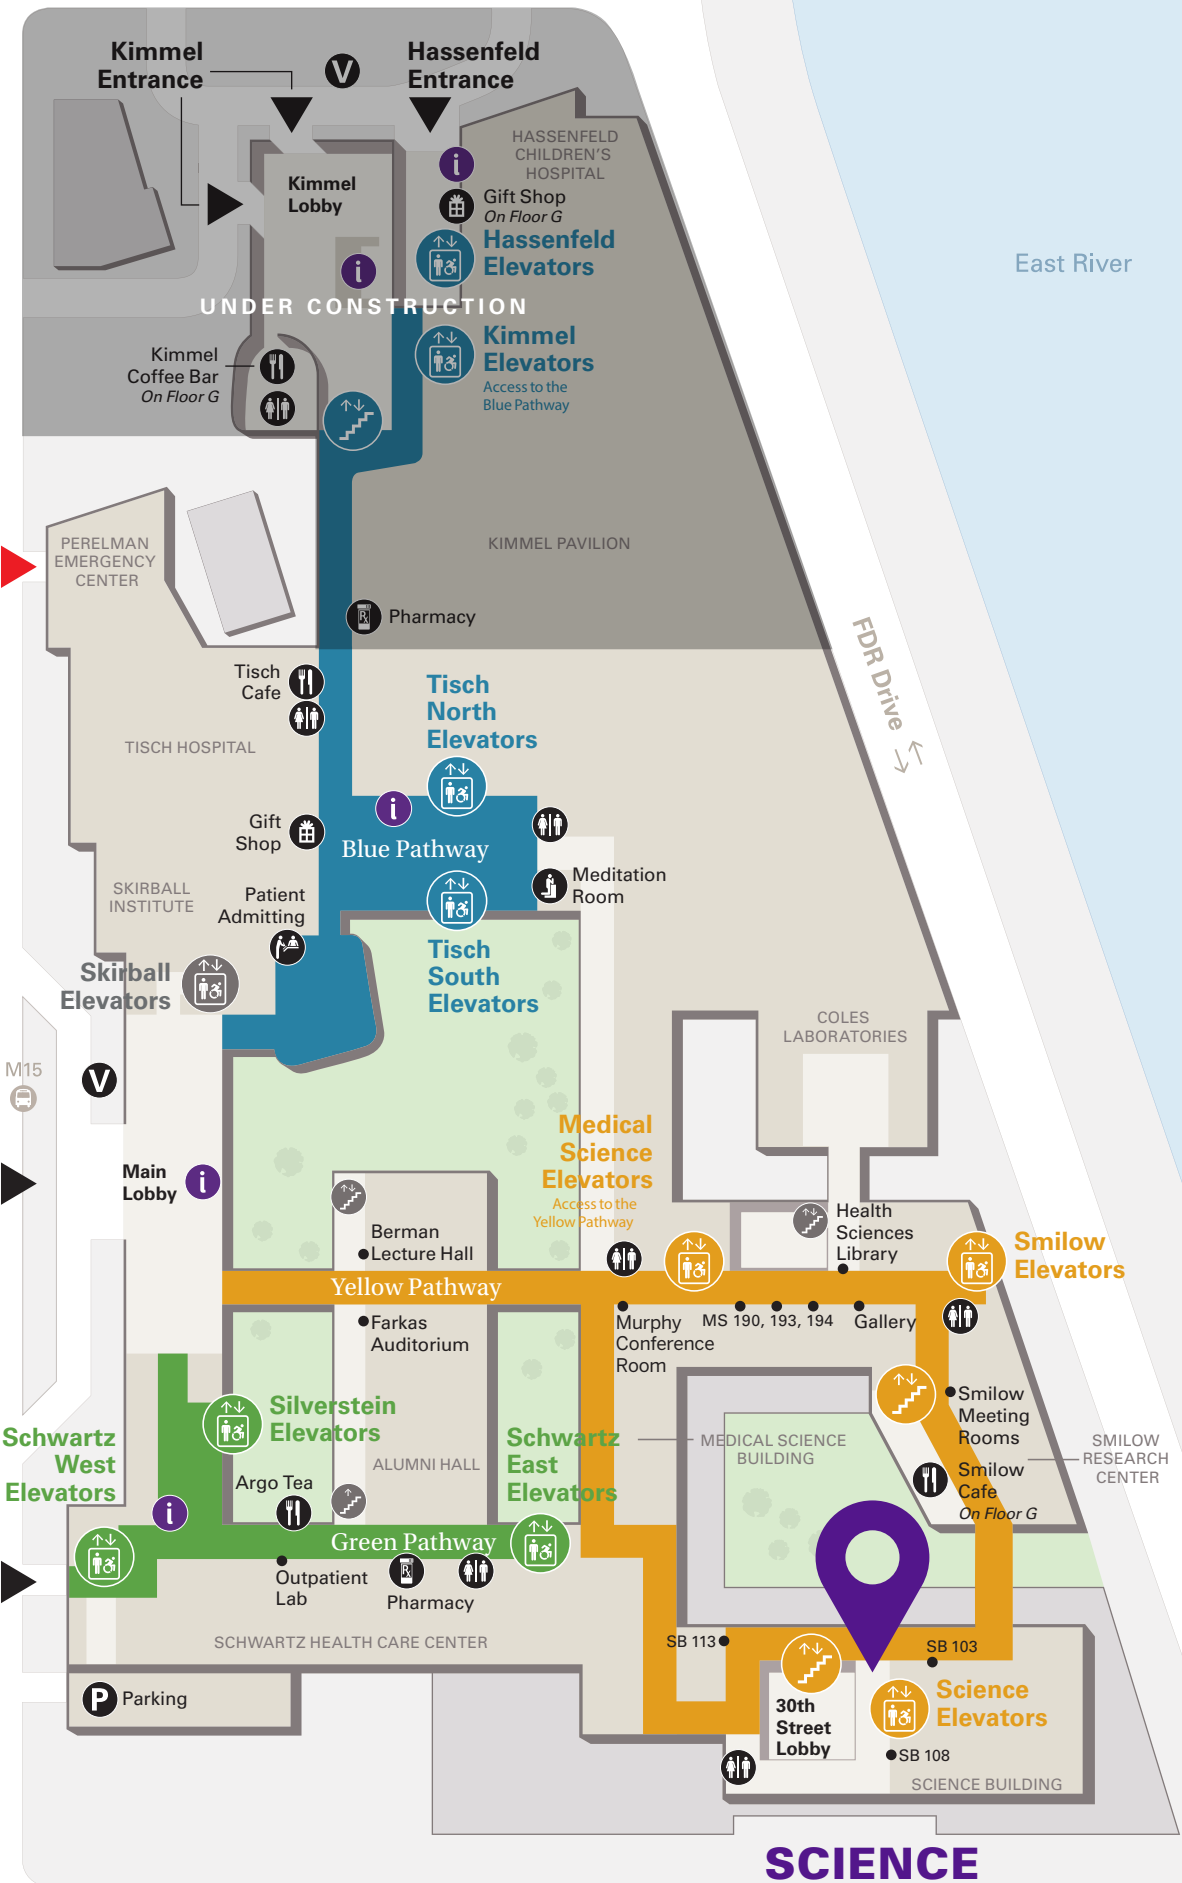 Kimmel
Entrance
V
Hassenfeld
Entrance
HASSENFELD
CHILDREN'S
HOSPITAL
Kimmel
Lobby
i
Gift Shop
On Floor G
Hassenfeld
Elevators
i
East River
UNDER CONSTRUCTION
Kimmel
Elevators
Access to the
Blue Pathway
Kimmel
Coffee Bar
On Floor G
PERELMAN
EMERGENCY
CENTER
KIMMEL PAVILION
Rx
Pharmacy
FDR Drive
Tisch
Cafe
Tisch
North
Elevators
TISCH HOSPITAL
i
Gift
Shop
Blue Pathway
Meditation
Room
SKIRBALL
INSTITUTE
Patient
Admitting
Tisch
South
Elevators
Skirball
Elevators
COLES
LABORATORIES
M15
V
Medical
Science
Elevators
Access to the
Yellow Pathway
Main
Lobby
i
Berman
Lecture Hall
Health
Sciences
Library
Smilow
Elevators
Yellow Pathway
Farkas
Auditorium
Murphy
Conference
Room
MS 190, 193, 194
Gallery
Smilow
Meeting
Rooms
Silverstein
Elevators
Schwartz
West
Elevators
Schwartz
East
Elevators
MEDICAL SCIENCE
BUILDING
SMILOW
RESEARCH
CENTER
ALUMNI HALL
Smilow
Cafe
On Floor G
Argo Tea
i
Green Pathway
Outpatient
Lab
Rx
Pharmacy
SCHWARTZ HEALTH CARE CENTER
SB 113
SB 103
P
Parking
30th
Street
Lobby
Science
Elevators
SB 108
SCIENCE BUILDING
SCIENCE